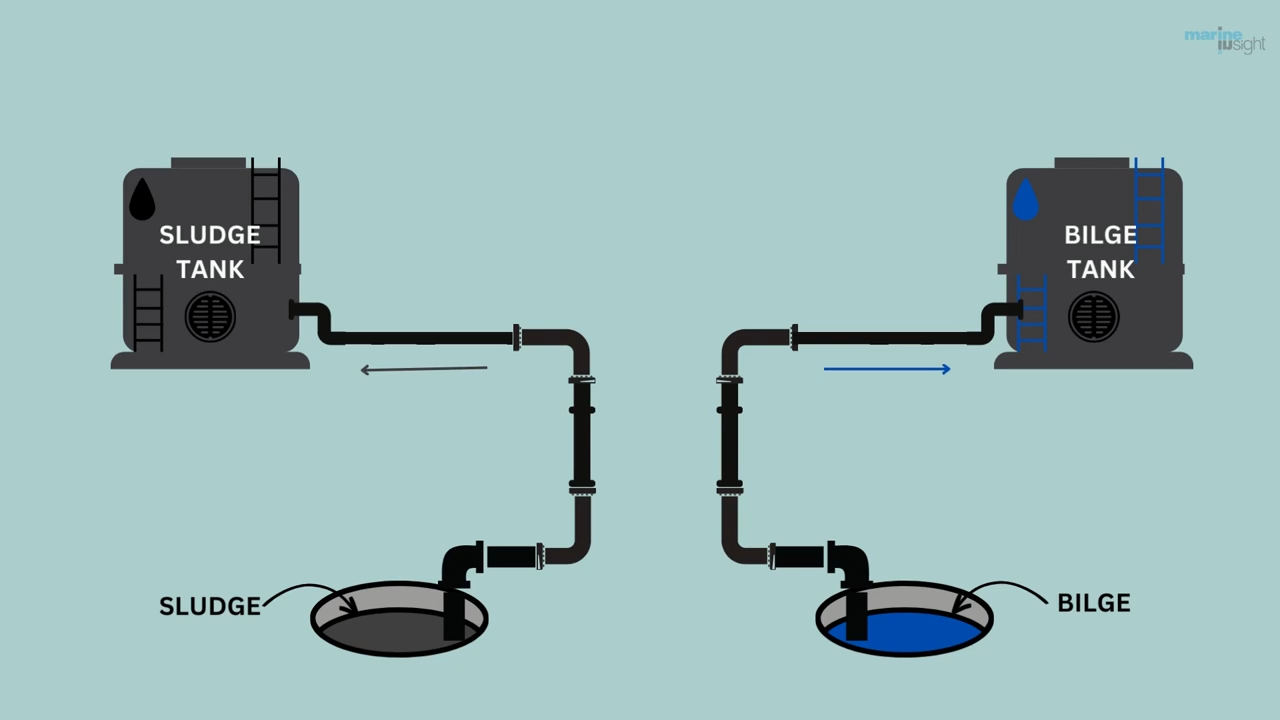 marine
insight
SLUDGE
TANK
BILGE
TANK
SLUDGE
BILGE